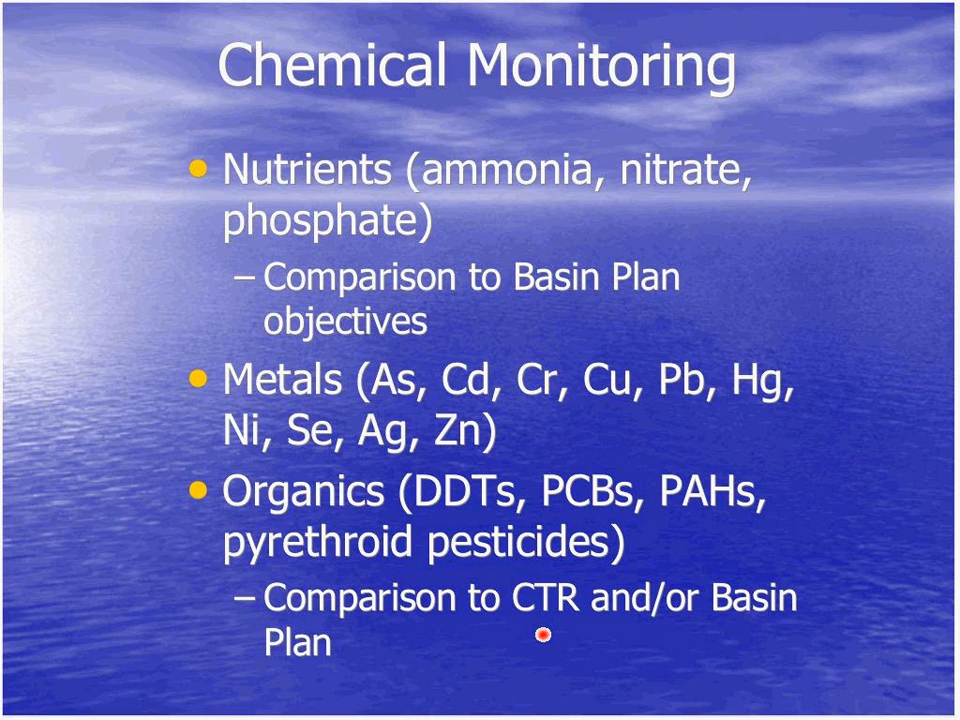 Chemical Monitoring
• Nutrients (ammonia, nitrate,
phosphate)
– Comparison to Basin Plan
objectives
• Metals (As, Cd, Cr, Cu, Pb, Hg,
Ni, Se, Ag, Zn)
• Organics (DDTs, PCBs, PAHs,
pyrethroid pesticides)
– Comparison to CTR and/or Basin
Plan